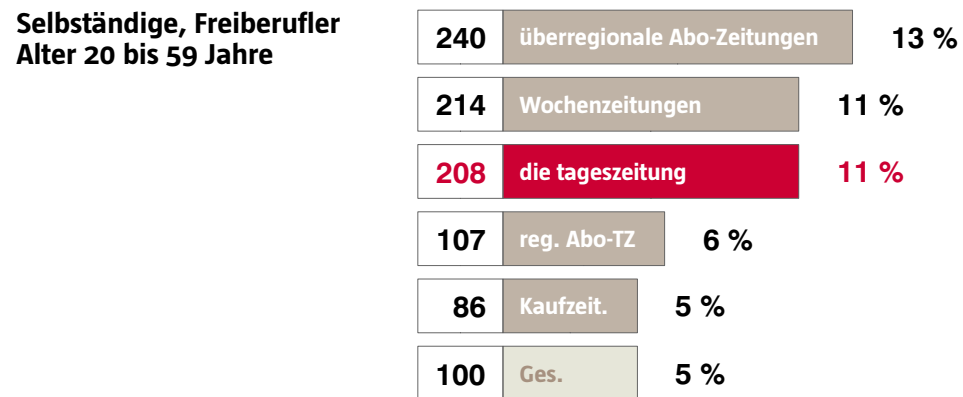 Selbständige, Freiberufler
Alter 20 bis 59 Jahre
240 überregionale Abo-Zeitungen 13 %
214 Wochenzeitungen 11 %
208 die tageszeitung 11 %
107 reg. Abo-TZ 6 %
86 Kaufzeit. 5 %
100 Ges. 5 %